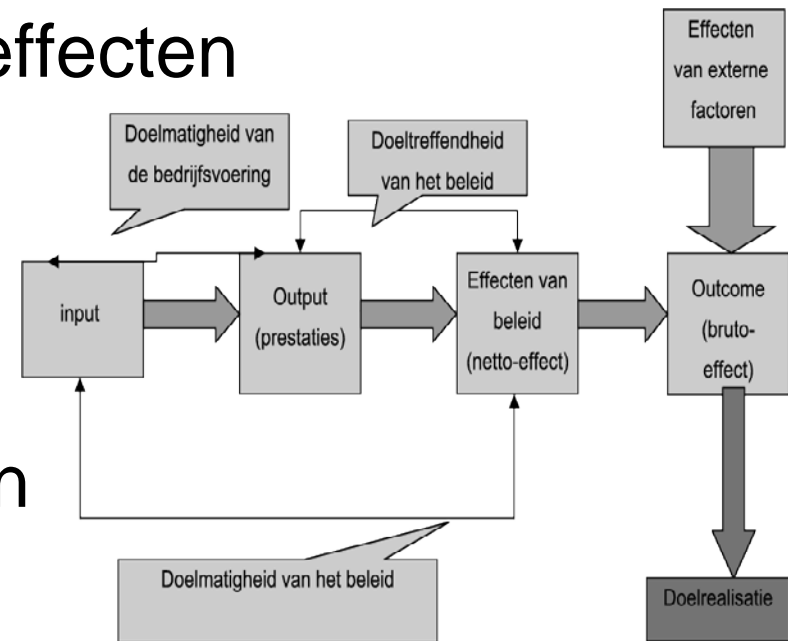 effecten
Effecten
van externe
factoren
Doelmatigheid van
de bedrijfsvoering
Doeltreffendheid
van het beleid
input
Output
(prestaties)
Effecten van
beleid
(netto-effect)
Outcome
(bruto-
effect)
n
Doelmatigheid van het beleid
Doelrealisatie